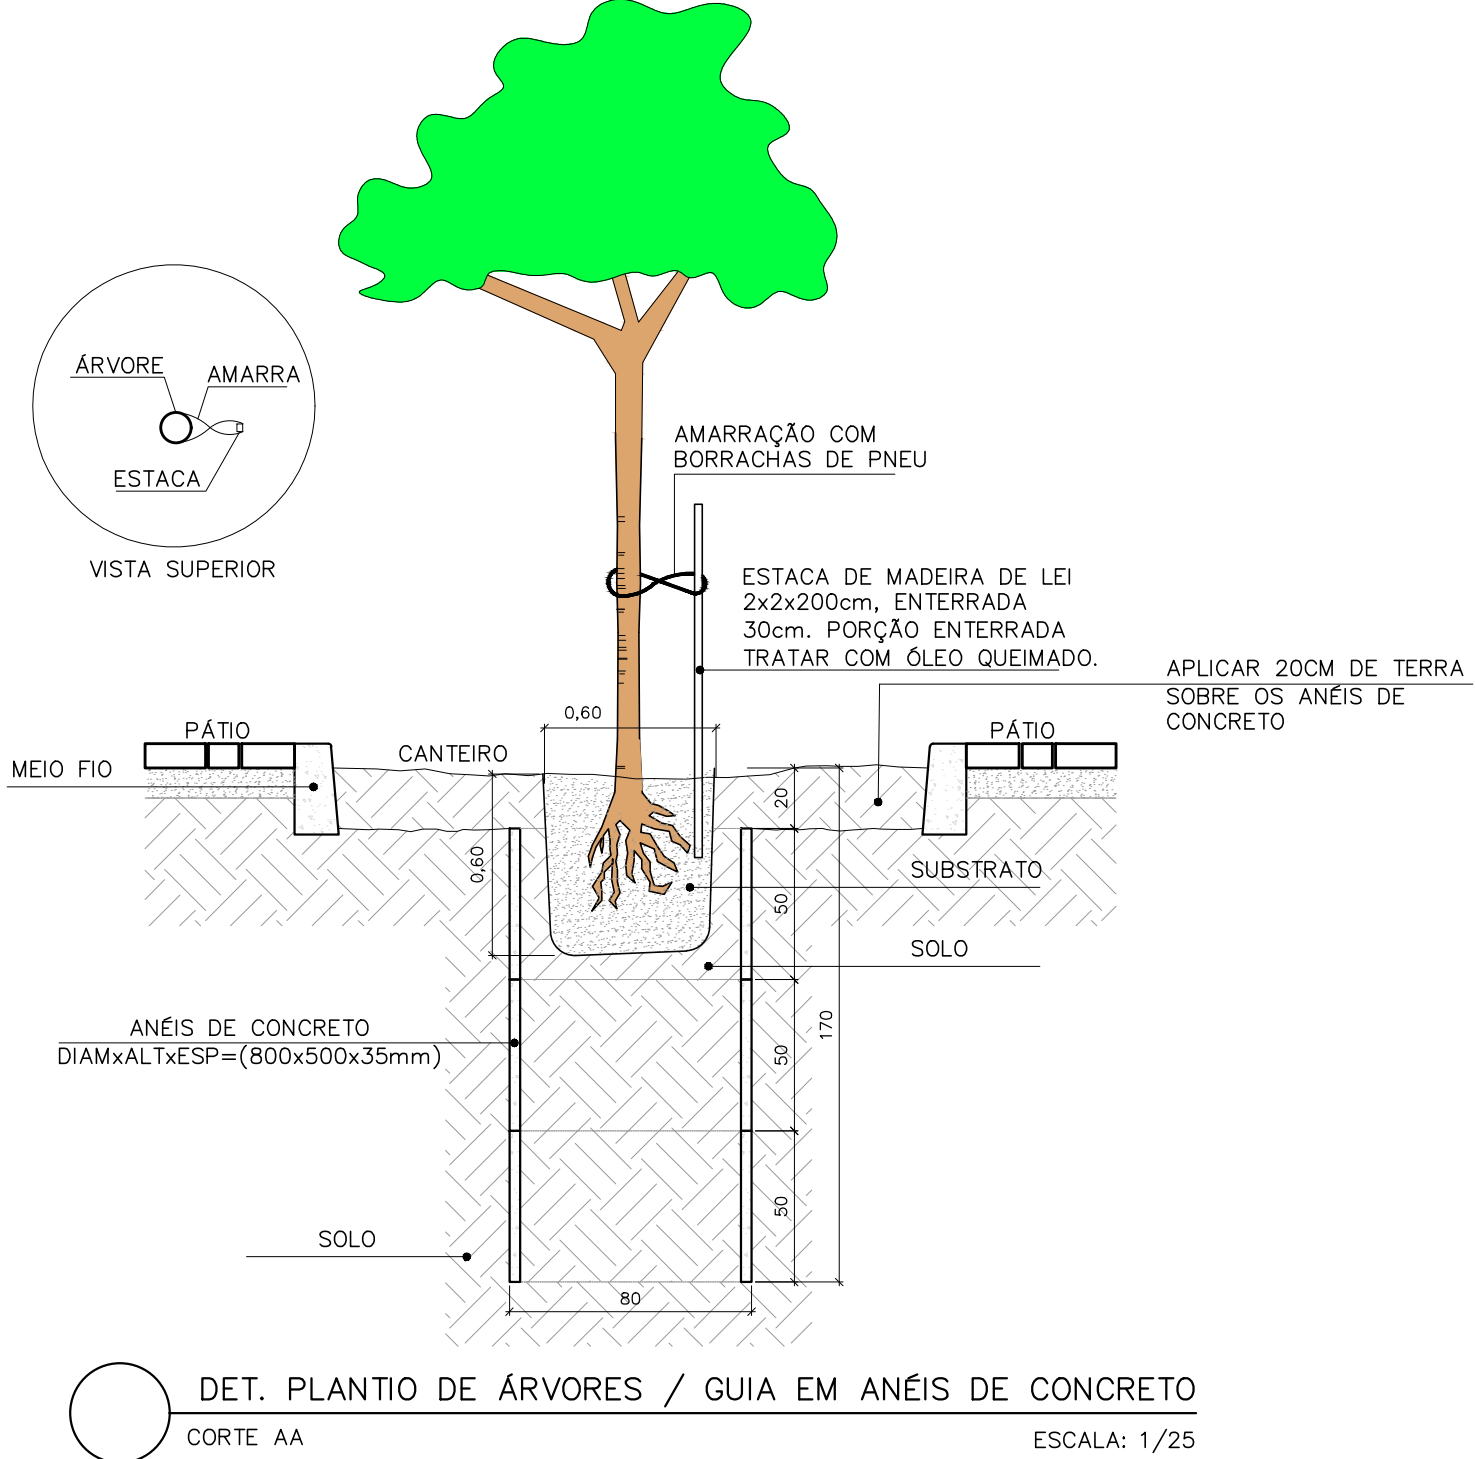 ÁRVORE
AMARRA
ESTACA
VISTA SUPERIOR
AMARRAÇÃO COM
BORRACHAS DE PNEU
ESTACA DE MADEIRA DE LEI
2x2x200cm, ENTERRADA
30cm. PORÇÃO ENTERRADA
TRATAR COM ÓLEO QUEIMADO.
APLICAR 20CM DE TERRA
SOBRE OS ANÉIS DE
CONCRETO
0,60
PÁTIO
PÁTIO
CANTEIRO
MEIO FIO
20
0,60
SUBSTRATO
50
SOLO
170
ANÉIS DE CONCRETO
DIAMxALTxESP=(800x500x35mm)
50
50
SOLO
80
DET. PLANTIO DE ÁRVORES / GUIA EM ANÉIS DE CONCRETO
CORTE AA
ESCALA: 1/25